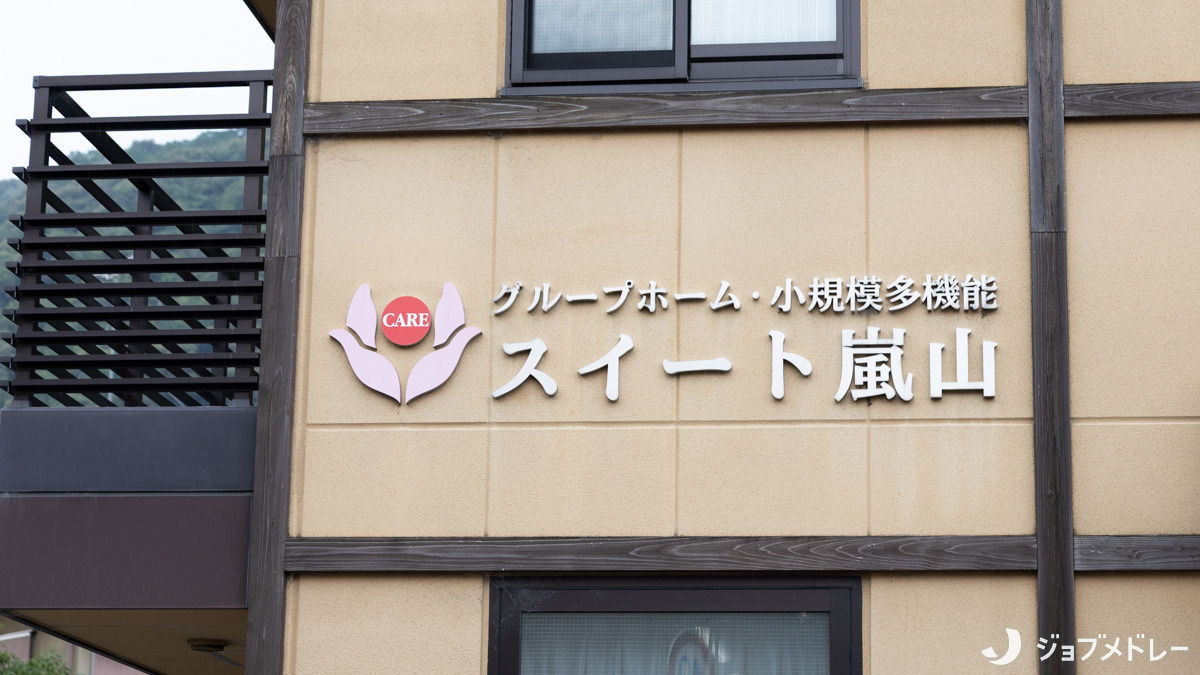 CARE
グループホーム・小規模多機能
スイート嵐山
ジョブメドレー